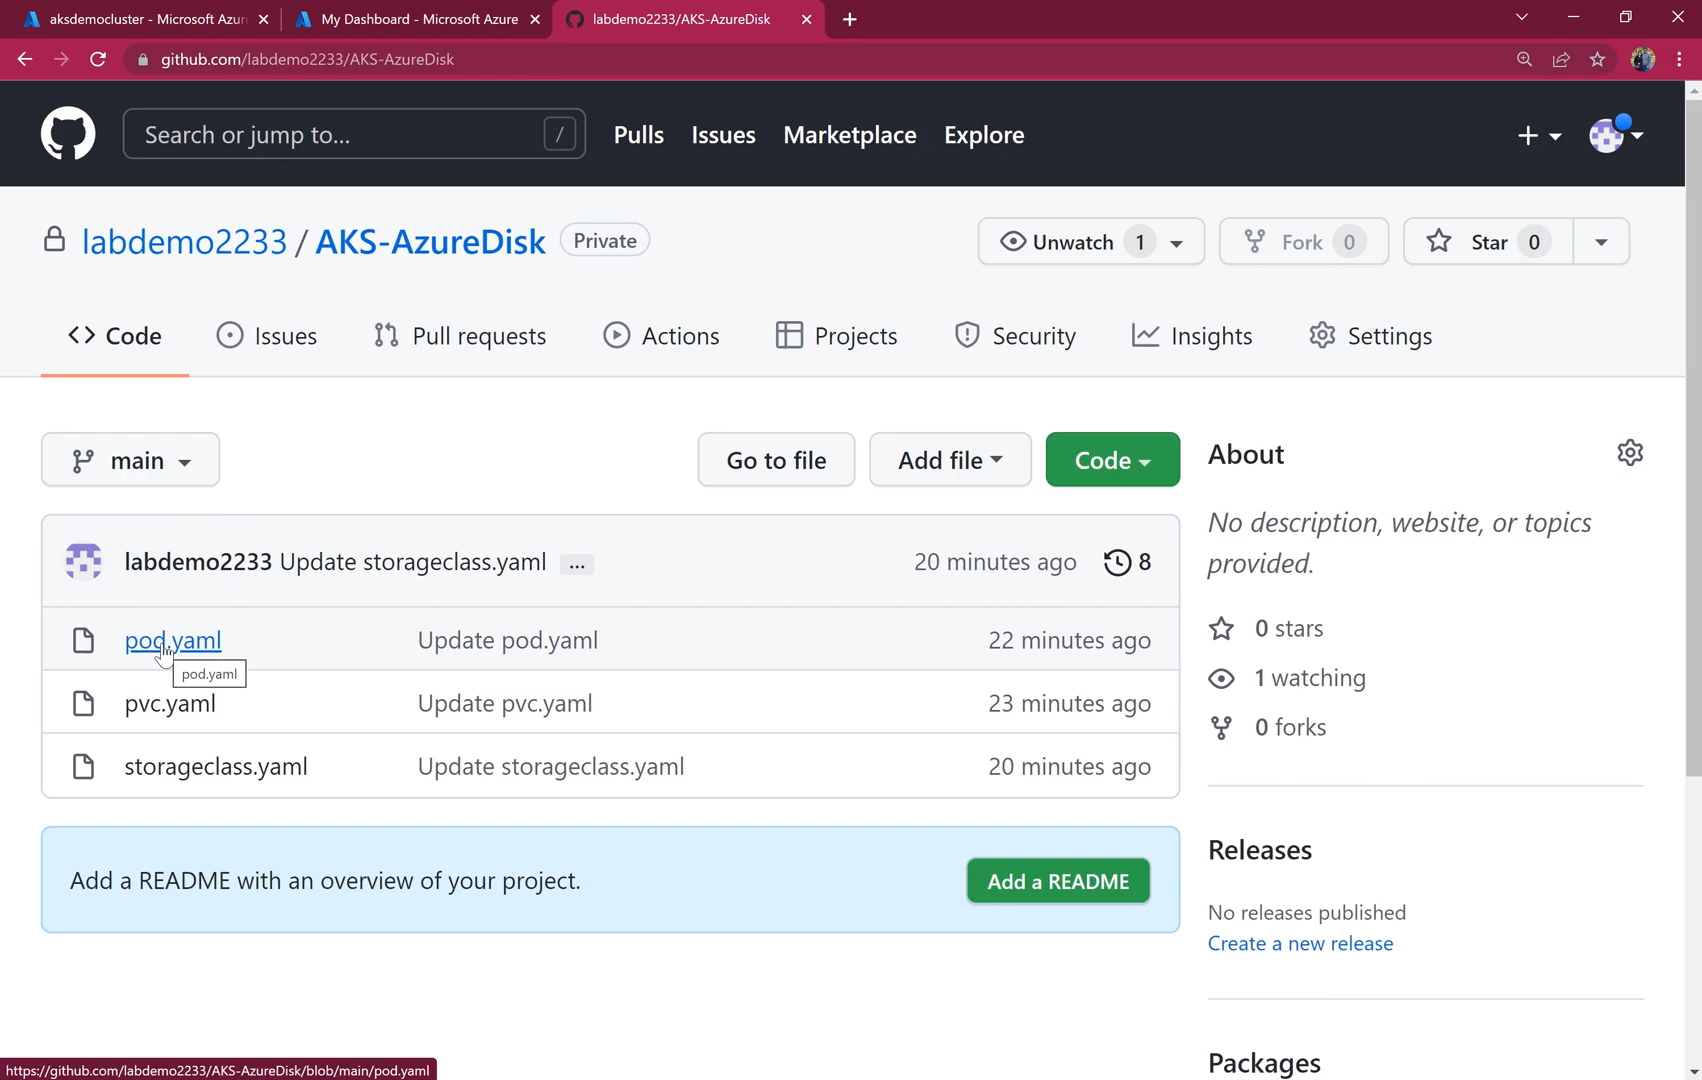 aksdemocluster - Microsoft Azur
My Dashboard - Microsoft Azure
labdemo2233/AKS-AzureDisk
github.com/labdemo2233/AKS-AzureDisk
Search or jump to... /
Pulls Issues Marketplace Explore
labdemo2233 / AKS-AzureDisk Private
Unwatch 1
Fork 0
Star 0
Code Issues Pull requests Actions Projects Security Insights Settings
main
Go to file
Add file
Code
labdemo2233 Update storageclass.yaml ... 20 minutes ago 8
pod.yaml Update pod.yaml 22 minutes ago
pod.yaml
pvc.yaml Update pvc.yaml 23 minutes ago
storageclass.yaml Update storageclass.yaml 20 minutes ago
Add a README with an overview of your project.
Add a README
About
No description, website, or topics
provided.
0 stars
1 watching
0 forks
Releases
No releases published
Create a new release
Packages
https://github.com/labdemo2233/AKS-AzureDisk/blob/main/pod.yaml